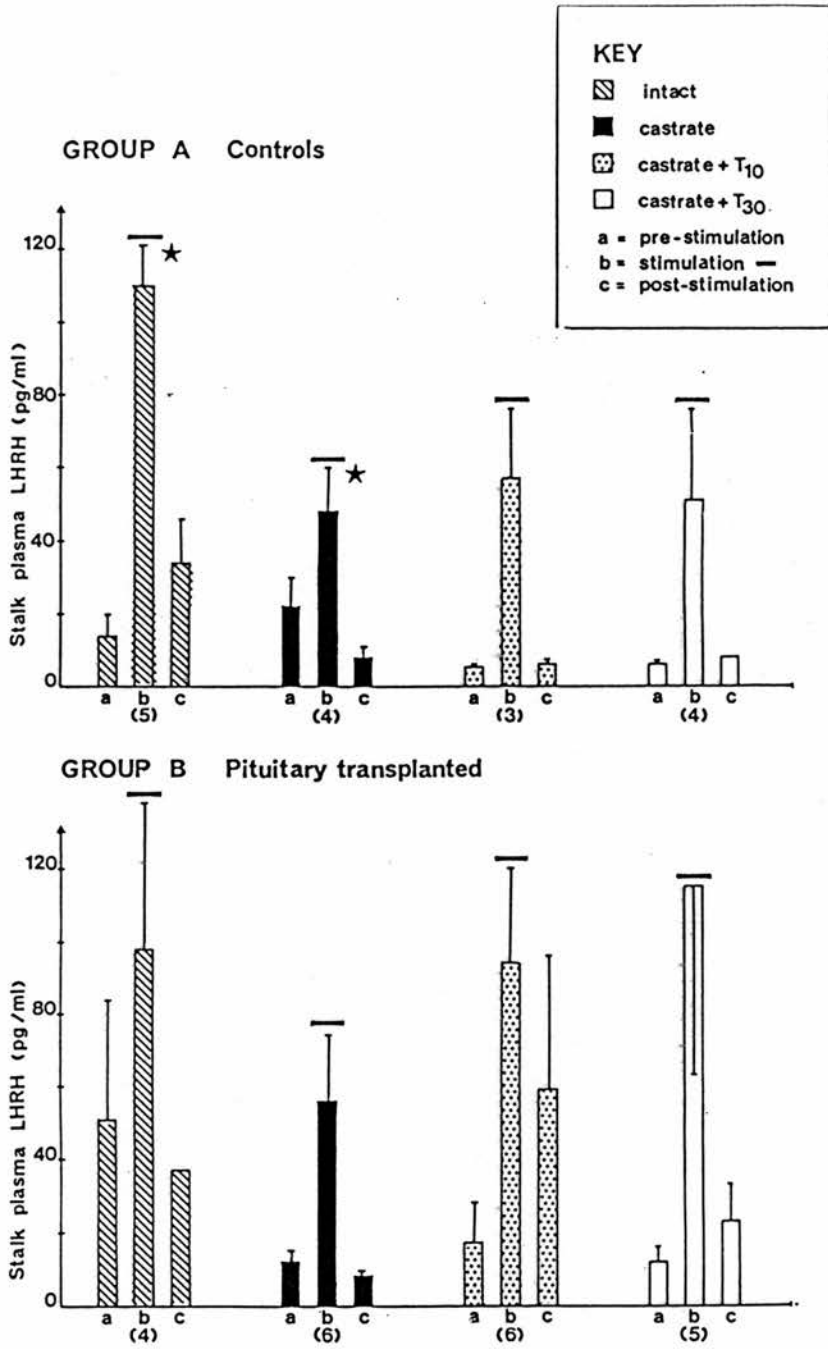 KEY
intact
castrate
castrate + T10
castrate + T30.
a = pre-stimulation
b = stimulation —
c = post-stimulation
GROUP A Controls
Stalk plasma LHRH (pg/ml)
120
80
40
0
a b c a b c a b c a b c
(5) (4) (3) (4)
GROUP B Pituitary transplanted
Stalk plasma LHRH (pg/ml)
120
80
40
0
a b c a b c a b c a b c
(4) (6) (6) (5)